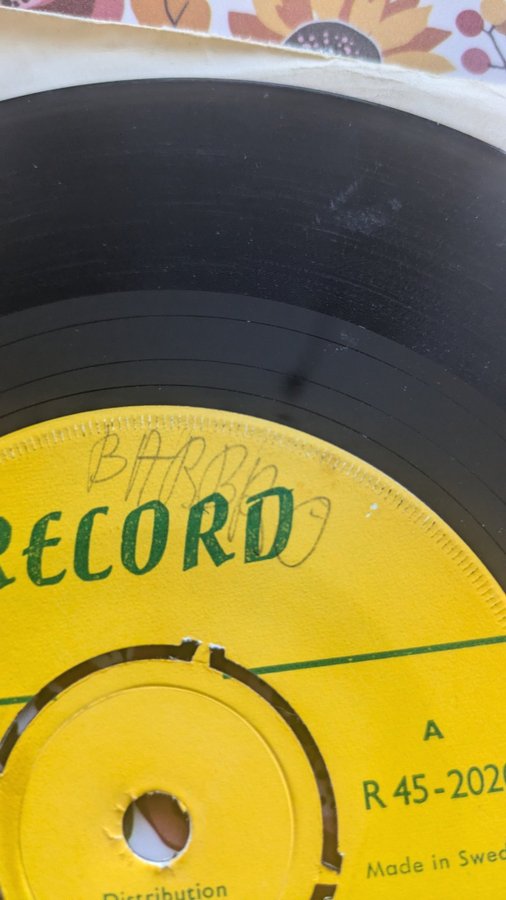 BARBRO
RECORD
A
R 45-202
Made in Swed
Distribution